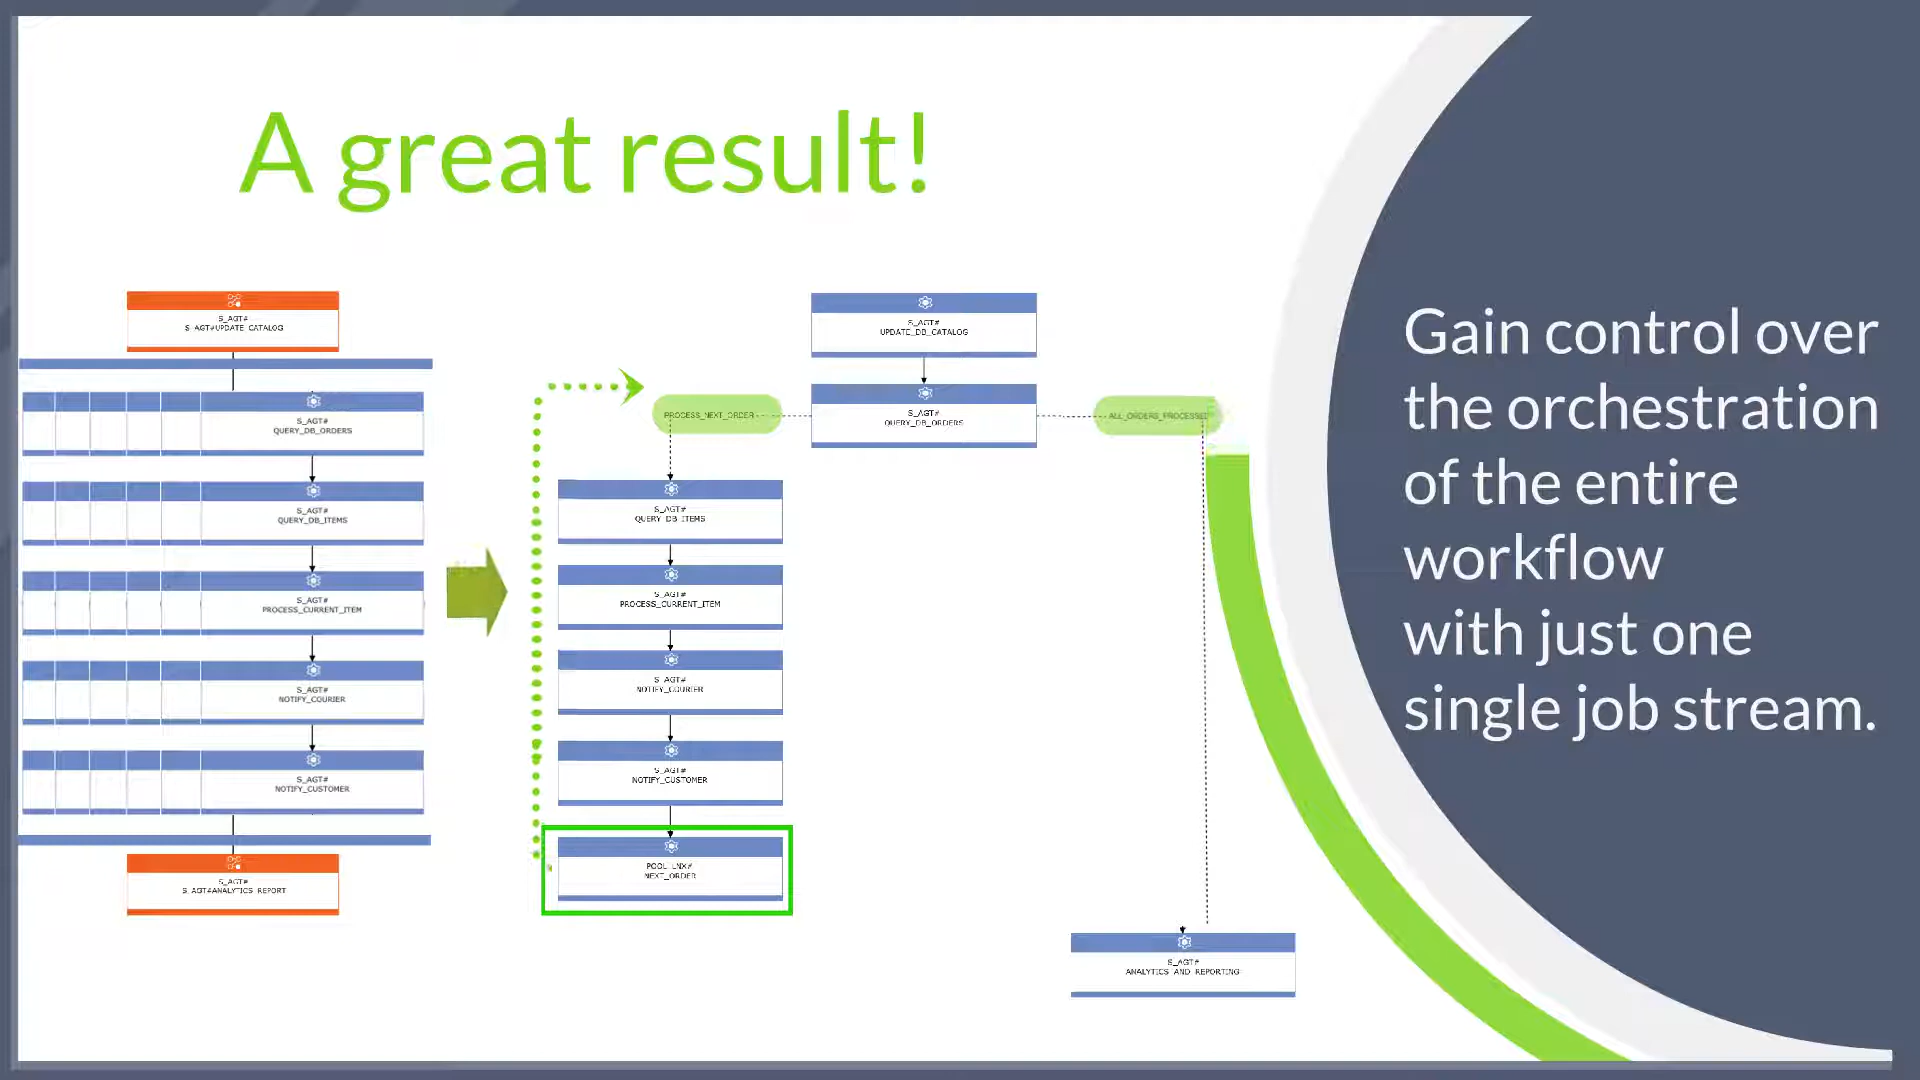 A great result!
S_AGT#
S_AGT#UPDATE_CATALOG
S_AGT#
QUERY_DB_ORDERS
S_AGT#
QUERY_DB_ITEMS
S_AGT#
PROCESS_CURRENT_ITEM
S_AGT#
NOTIFY_COURIER
S_AGT#
NOTIFY_CUSTOMER
S_AGT#
S_AGT#ANALYTICS_REPORT
S_AGT#
UPDATE_DB_CATALOG
PROCESS_NEXT_ORDER
S_AGT#
QUERY_DB_ORDERS
ALL_ORDERS_PROCESSED
S_AGT#
QUERY_DB_ITEMS
S_AGT#
PROCESS_CURRENT_ITEM
S_AGT#
NOTIFY_COURIER
S_AGT#
NOTIFY_CUSTOMER
POOL_LNX#
NEXT_ORDER
S_AGT#
ANALYTICS_AND_REPORTING
Gain control over
the orchestration
of the entire
workflow
with just one
single job stream.